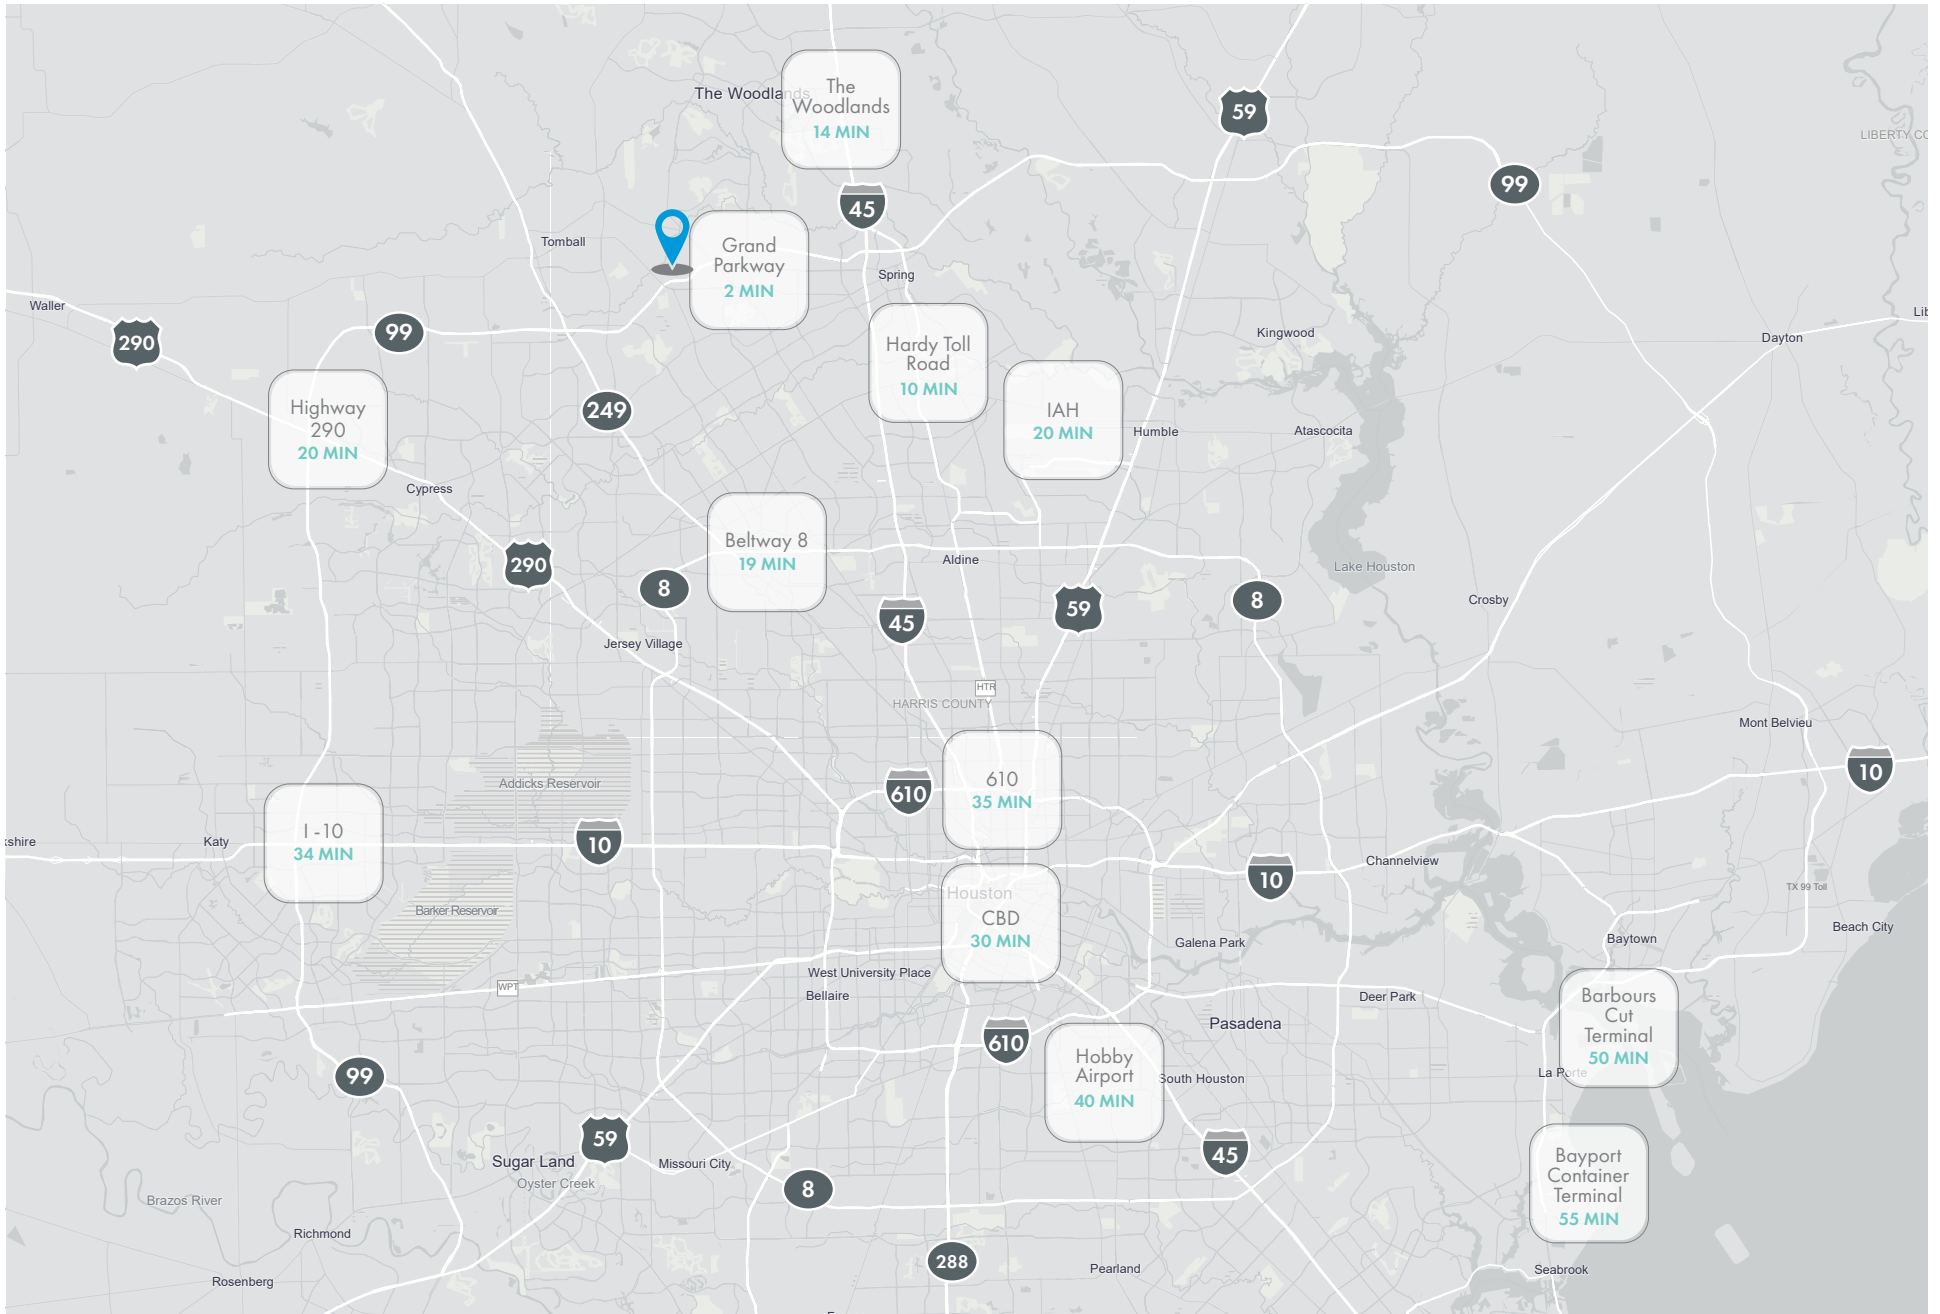 The Woodlands
The
Woodlands
14 MIN
59
LIBERTY CO
99
45
Tomball
Grand
Parkway
2 MIN
Spring
Waller
290
99
Kingwood
Dayton
Lib
Hardy Toll
Road
10 MIN
Highway
290
20 MIN
249
IAH
20 MIN
Humble
Atascocita
Cypress
Beltway 8
19 MIN
290
8
Aldine
Lake Houston
45
59
8
Crosby
Jersey Village
HTR
HARRIS COUNTY
Mont Belvieu
10
Addicks Reservoir
610
610
35 MIN
kshire
Katy
I -10
34 MIN
10
Channelview
10
TX 99 Toll
Houston
CBD
30 MIN
Barker Reservoir
Galena Park
Baytown
Beach City
West University Place
Bellaire
WPT
Deer Park
Pasadena
Barbours
Cut
Terminal
50 MIN
La Porte
610
Hobby
Airport
40 MIN
South Houston
99
59
45
Sugar Land
Oyster Creek
Missouri City
8
Bayport
Container
Terminal
55 MIN
Brazos River
Richmond
288
Rosenberg
Pearland
Seabrook